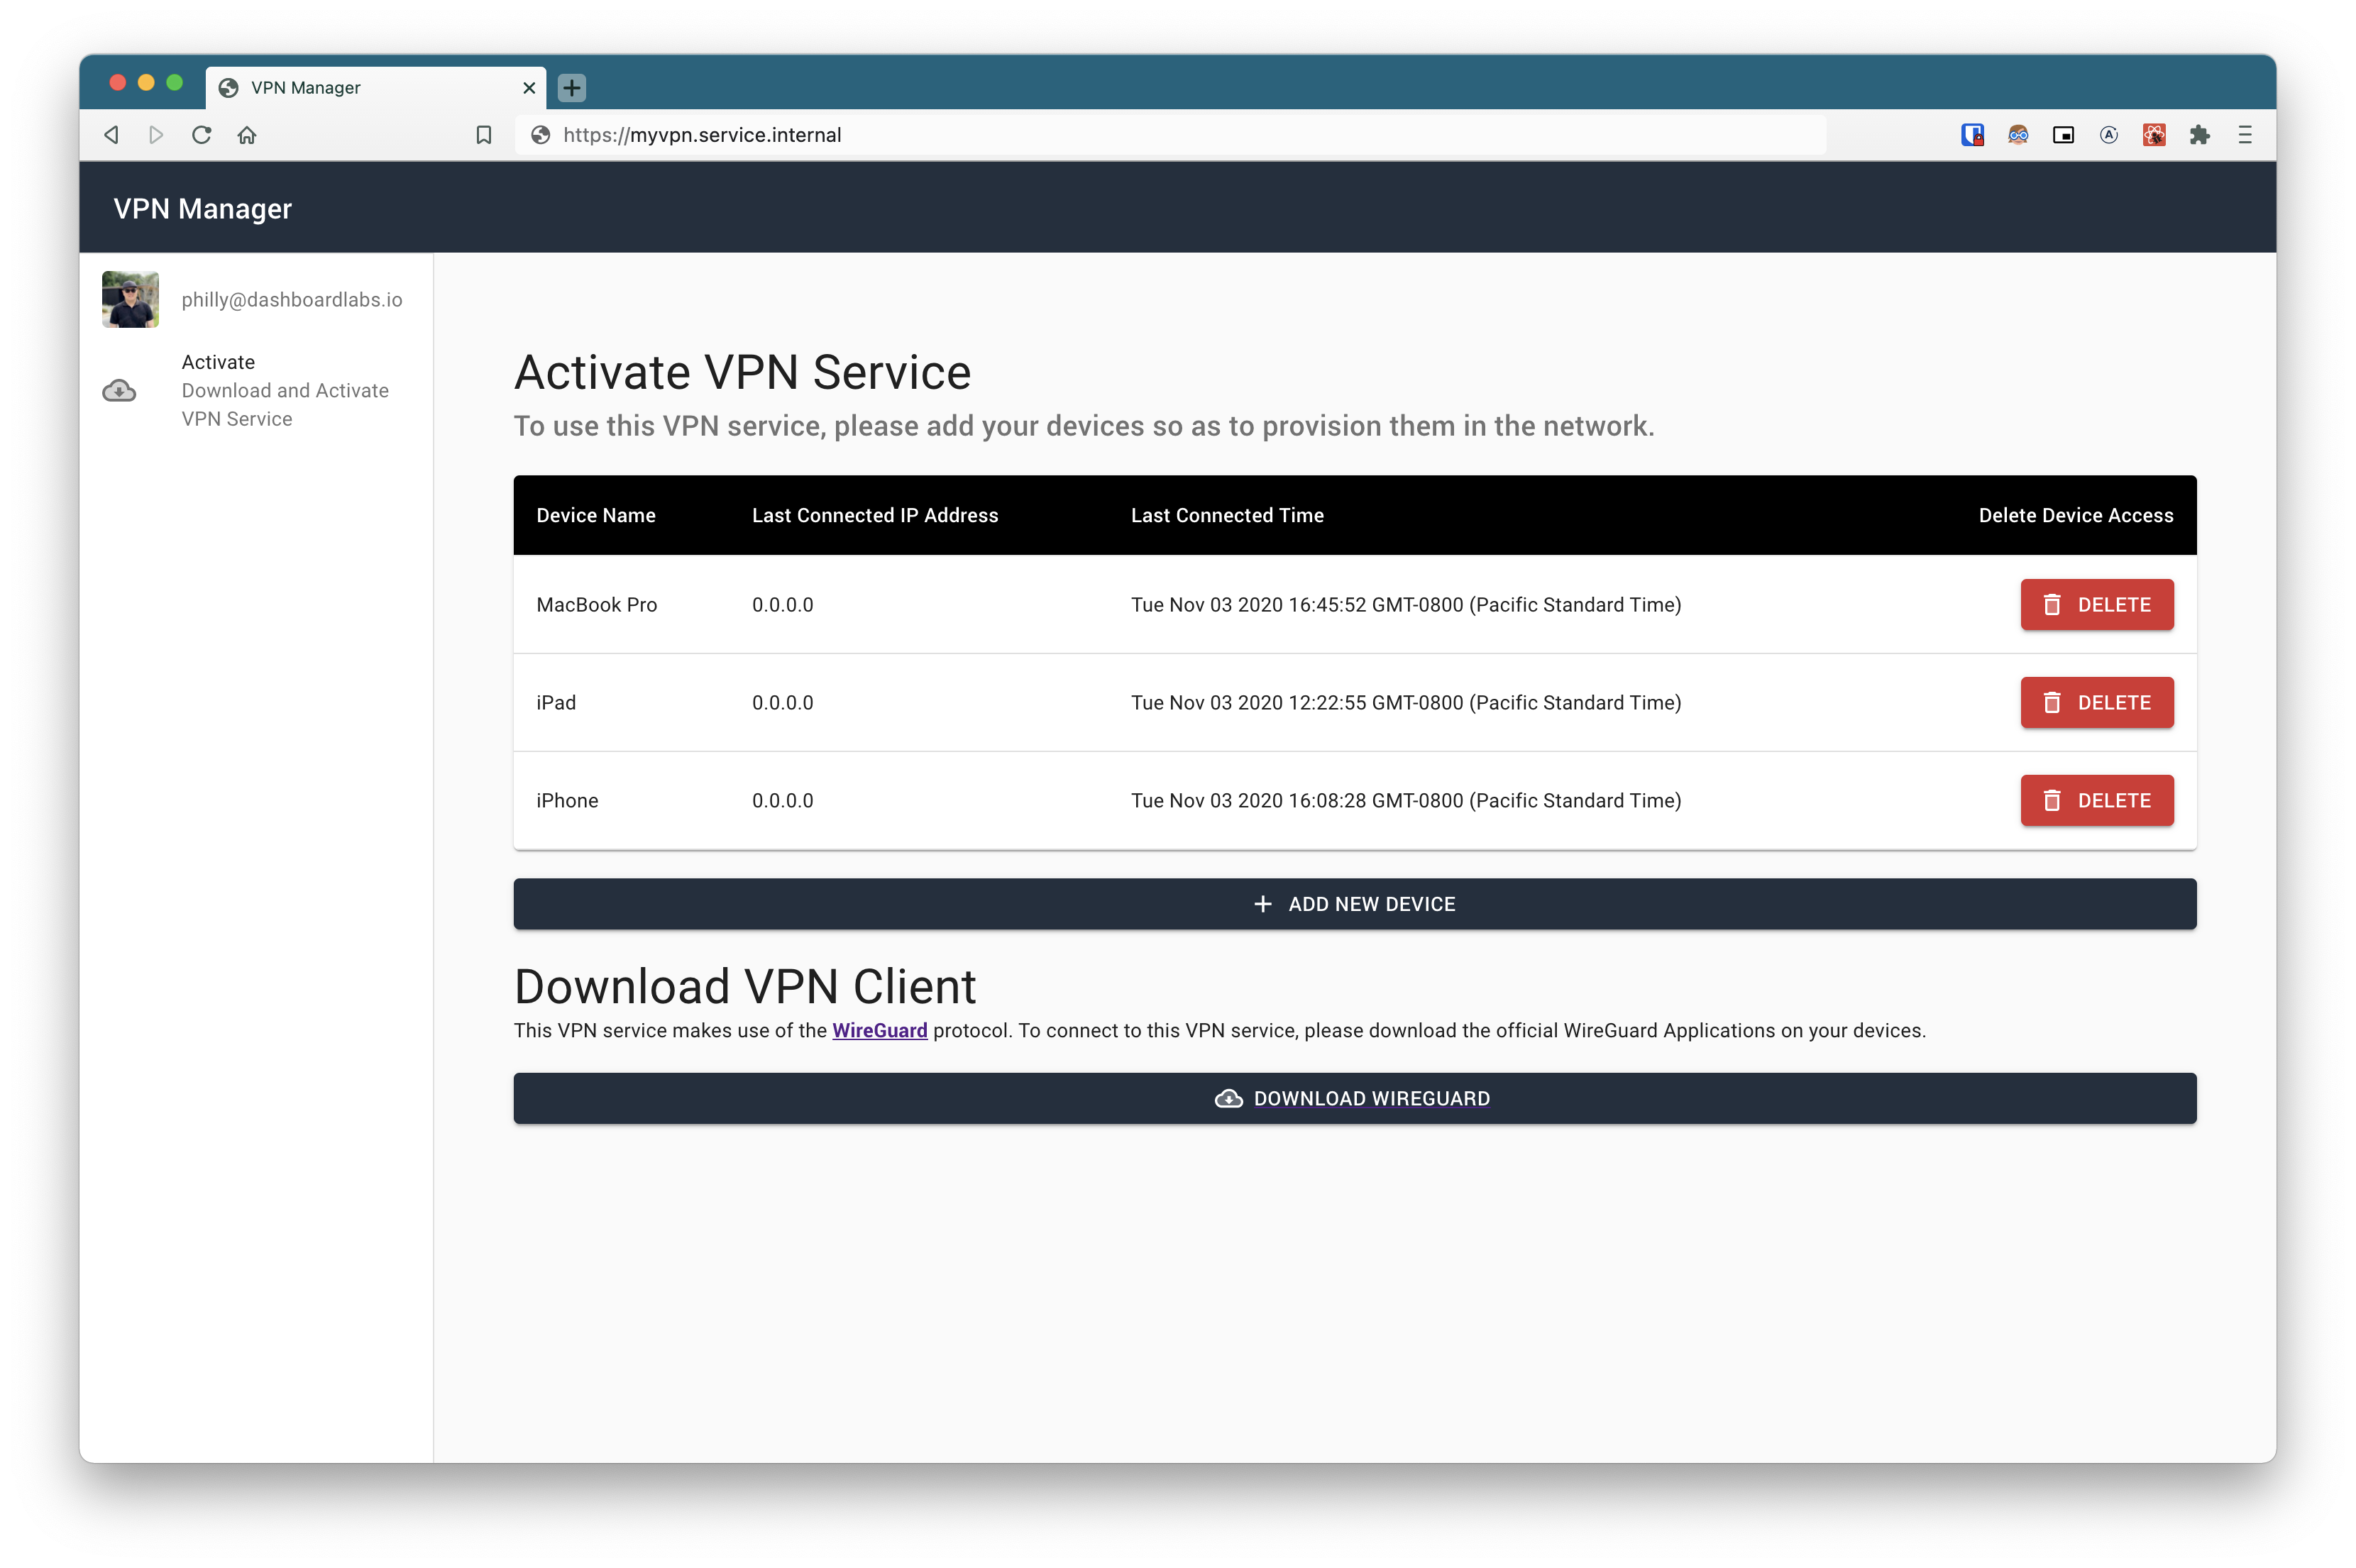 VPN Manager
https://myvpn.service.internal
VPN Manager
philly@dashboardlabs.io
Activate
Download and Activate
VPN Service
Activate VPN Service
To use this VPN service, please add your devices so as to provision them in the network.
Device Name Last Connected IP Address Last Connected Time Delete Device Access
MacBook Pro 0.0.0.0 Tue Nov 03 2020 16:45:52 GMT-0800 (Pacific Standard Time) DELETE
iPad 0.0.0.0 Tue Nov 03 2020 12:22:55 GMT-0800 (Pacific Standard Time) DELETE
iPhone 0.0.0.0 Tue Nov 03 2020 16:08:28 GMT-0800 (Pacific Standard Time) DELETE
ADD NEW DEVICE
Download VPN Client
This VPN service makes use of the WireGuard protocol. To connect to this VPN service, please download the official WireGuard Applications on your devices.
DOWNLOAD WIREGUARD